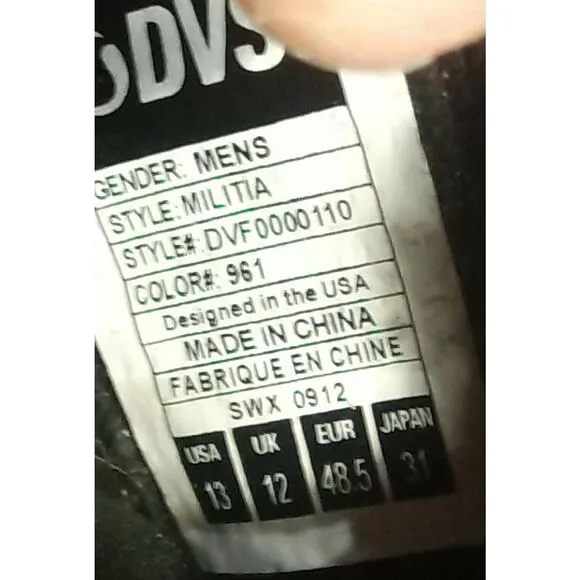 DVS
GENDER: MENS
STYLE: MILITIA
STYLE#: DVF0000110
COLOR#: 961
Designed in the USA
MADE IN CHINA
FABRIQUE EN CHINE
SWX 0912
USA UK EUR JAPAN
13 12 48.5 31